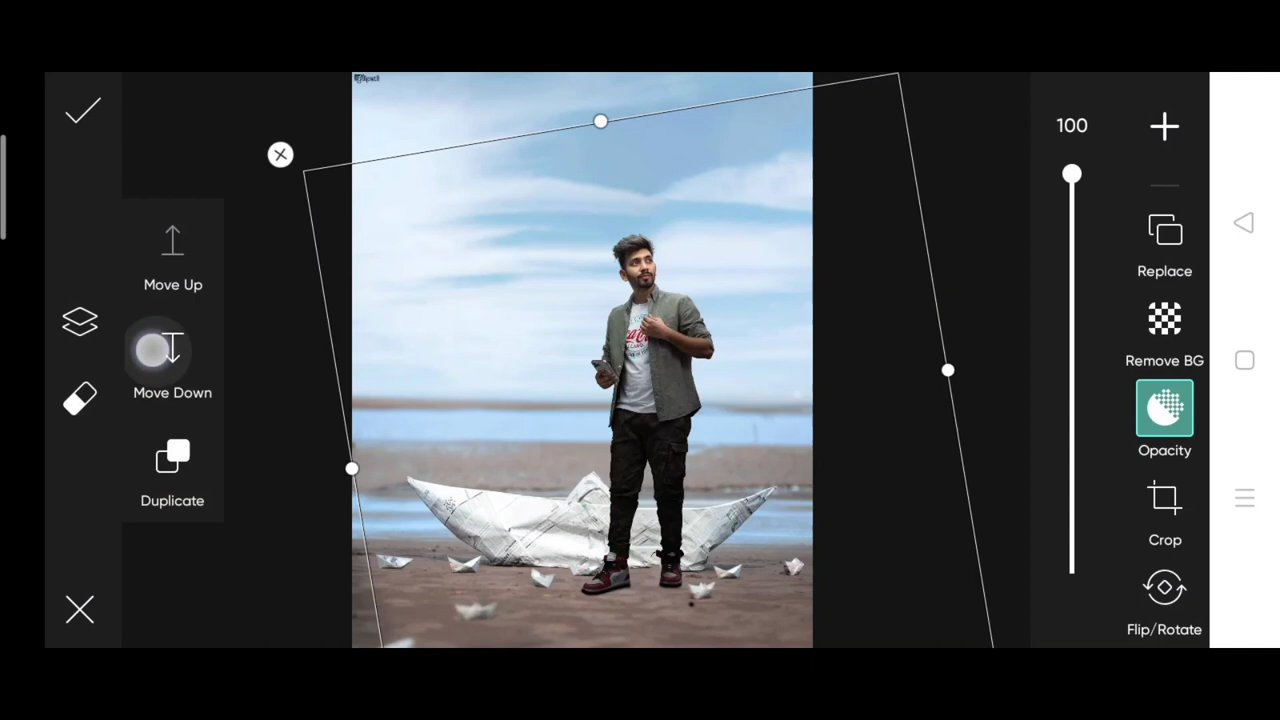 100
Move Up
Replace
Move Down
Remove BG
Opacity
Duplicate
Crop
Flip/Rotate